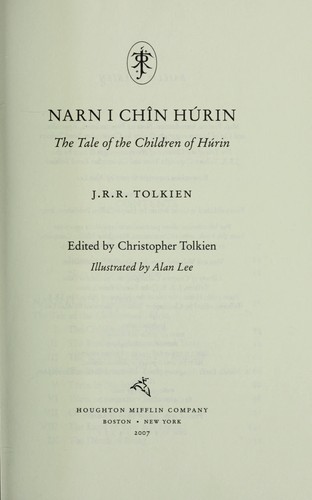 NARN I CHÎN HÚRIN
The Tale of the Children of Húrin
J.R.R. TOLKIEN
Edited by Christopher Tolkien
Illustrated by Alan Lee
HOUGHTON MIFFLIN COMPANY
BOSTON • NEW YORK
2007